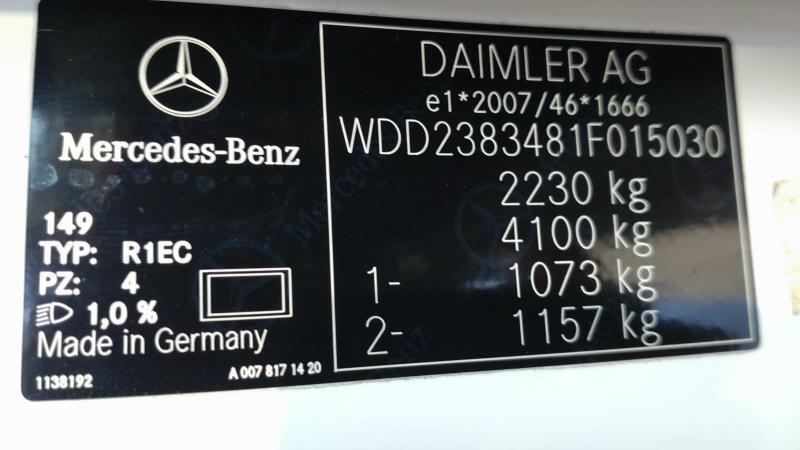 Mercedes-Benz
149
TYP: R1EC
PZ: 4
1,0 %
Made in Germany
1138192
A 007 817 14 20
DAIMLER AG
e1*2007/46*1666
WDD2383481F015030
2230 kg
4100 kg
1- 1073 kg
2- 1157 kg